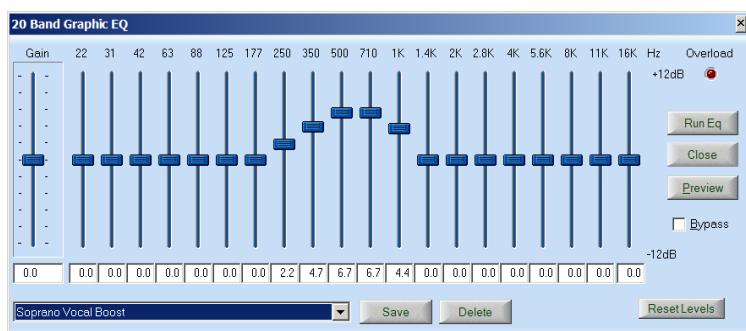 20 Band Graphic EQ
Gain 22 31 42 63 88 125 177 250 350 500 710 1K 1.4K 2K 2.8K 4K 5.6K 8K 11K 16K Hz Overload
+12dB
Run Eq
Close
Preview
Bypass
-12dB
0.0 0.0 0.0 0.0 0.0 0.0 0.0 0.0 2.2 4.7 6.7 6.7 4.4 0.0 0.0 0.0 0.0 0.0 0.0 0.0 0.0
Soprano Vocal Boost Save Delete Reset Levels